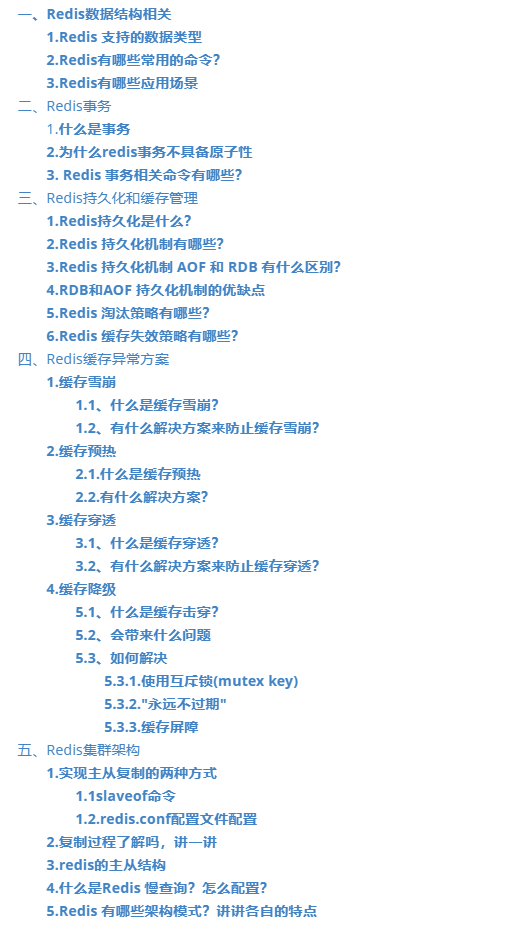 一、Redis数据结构相关
1.Redis 支持的数据类型
2.Redis有哪些常用的命令?
3.Redis有哪些应用场景
二、Redis事务
1.什么是事务
2.为什么redis事务不具备原子性
3. Redis 事务相关命令有哪些?
三、Redis持久化和缓存管理
1.Redis持久化是什么?
2.Redis 持久化机制有哪些?
3.Redis 持久化机制 AOF 和 RDB 有什么区别?
4.RDB和AOF 持久化机制的优缺点
5.Redis 淘汰策略有哪些?
6.Redis 缓存失效策略有哪些?
四、Redis缓存异常方案
1.缓存雪崩
1.1、什么是缓存雪崩?
1.2、有什么解决方案来防止缓存雪崩?
2.缓存预热
2.1.什么是缓存预热
2.2.有什么解决方案?
3.缓存穿透
3.1、什么是缓存穿透?
3.2、有什么解决方案来防止缓存穿透?
4.缓存降级
5.1、什么是缓存击穿?
5.2、会带来什么问题
5.3、如何解决
5.3.1.使用互斥锁(mutex key)
5.3.2."永远不过期"
5.3.3.缓存屏障
五、Redis集群架构
1.实现主从复制的两种方式
1.1slaveof命令
1.2.redis.conf配置文件配置
2.复制过程了解吗，讲一讲
3.redis的主从结构
4.什么是Redis 慢查询? 怎么配置?
5.Redis 有哪些架构模式? 讲讲各自的特点